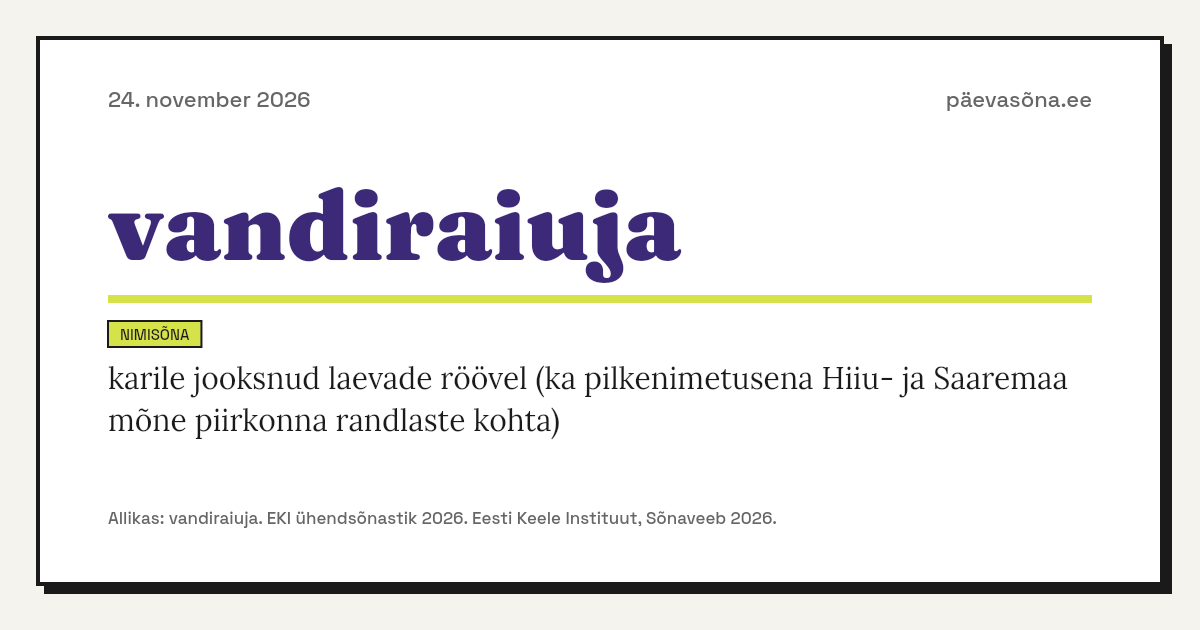 24. november 2026
päevasõna.ee
vandiraiuja
NIMISÕNA
karile jooksnud laevade röövel (ka pilkenimetusena Hiiu- ja Saaremaa
mõne piirkonna randlaste kohta)
Allikas: vandiraiuja. EKI ühendsõnastik 2026. Eesti Keele Instituut, Sõnaveeb 2026.